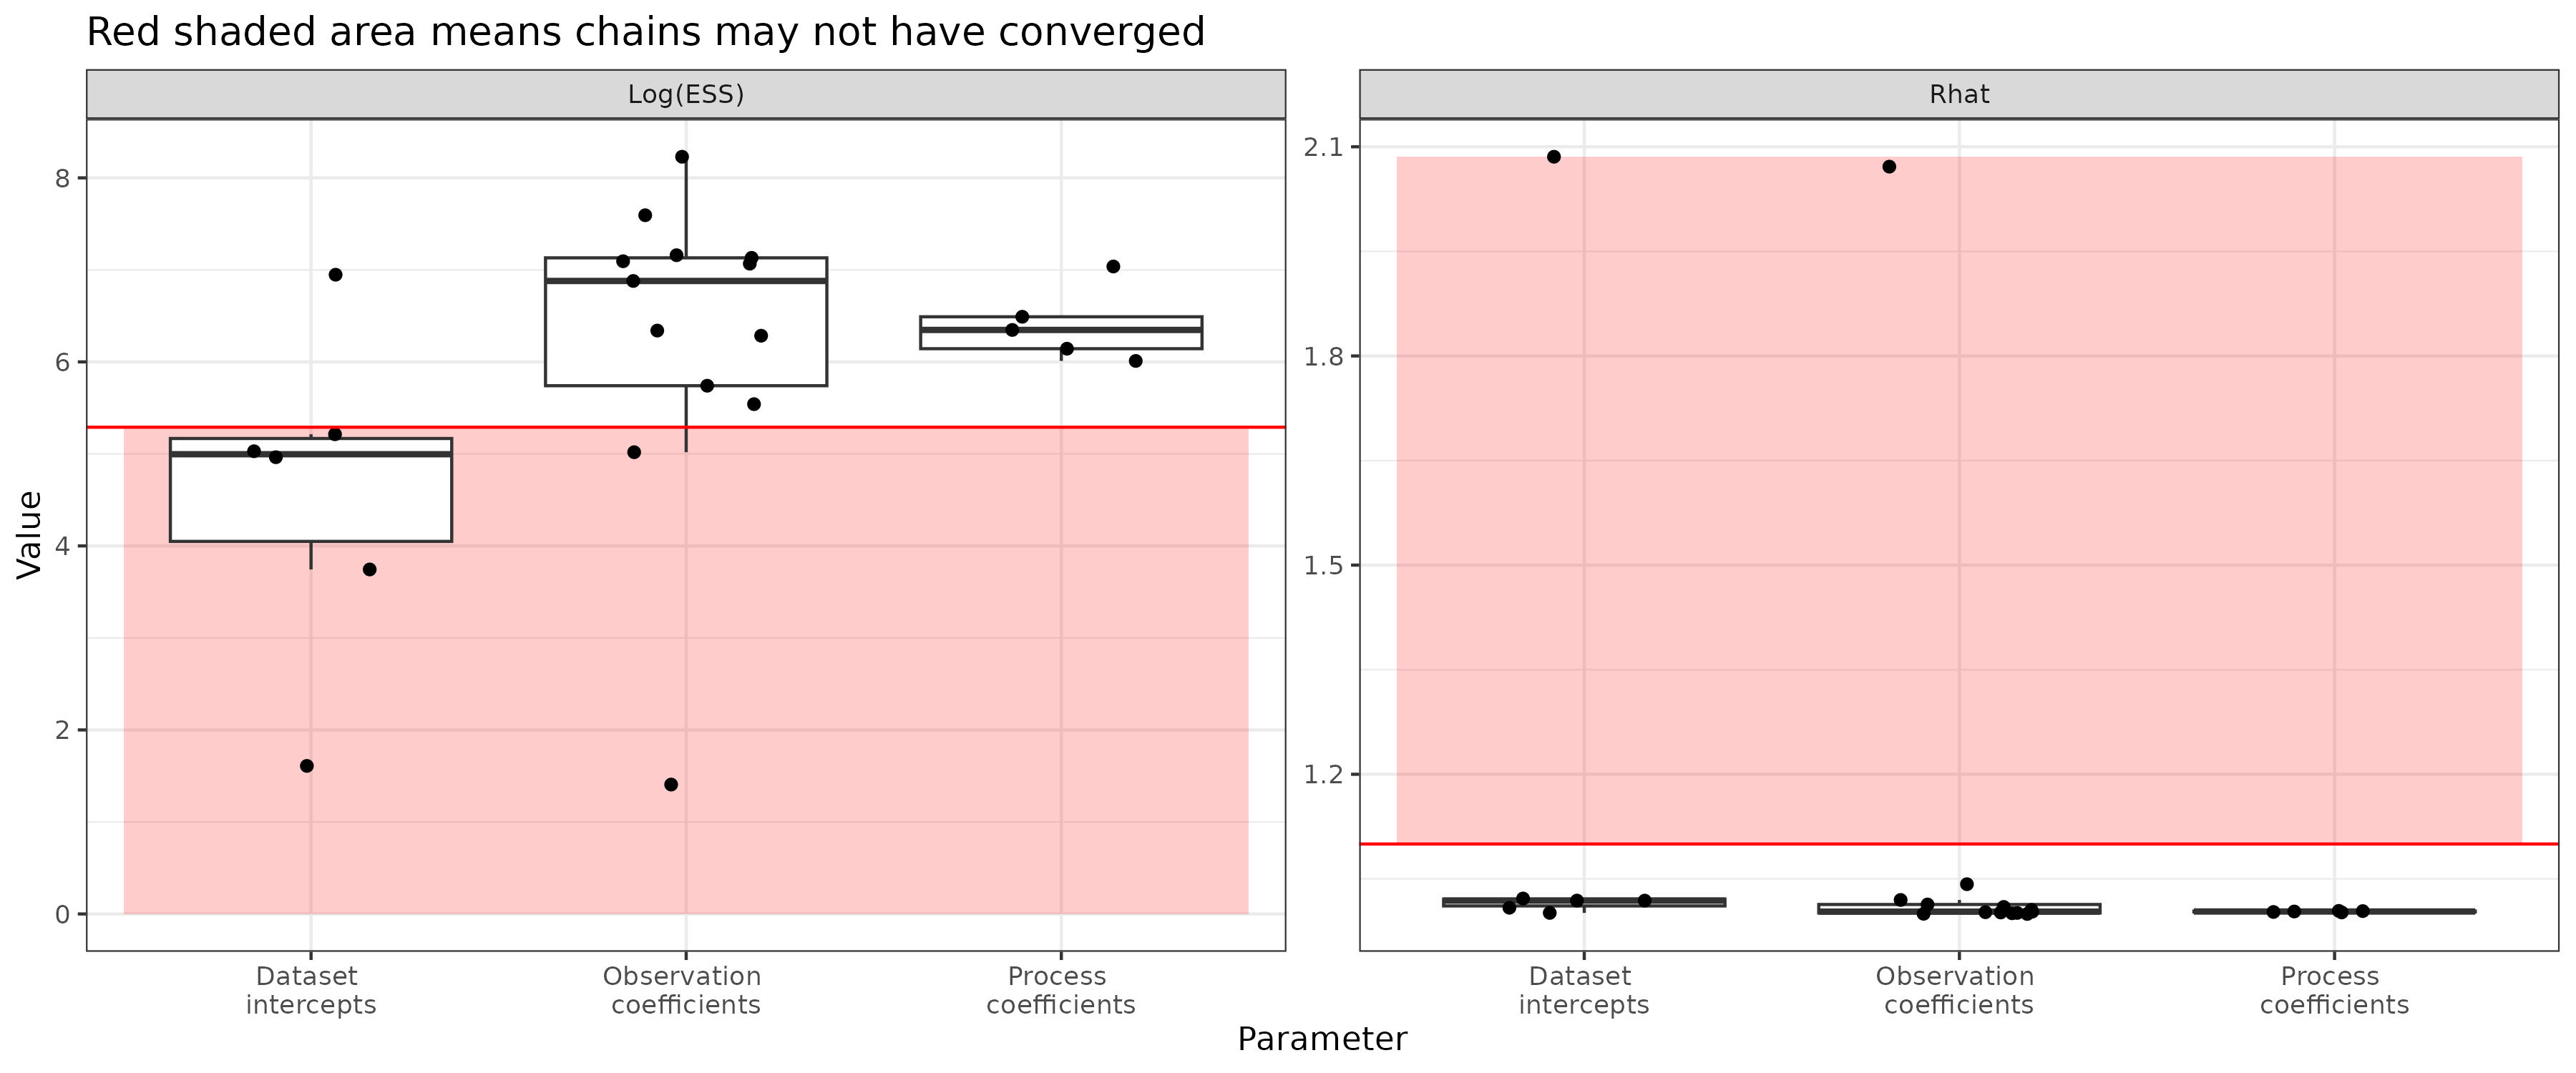 Red shaded area means chains may not have converged
Log(ESS)
Rhat
Value
8
6
4
2
0
2.1
1.8
1.5
1.2
Dataset
intercepts
Observation
coefficients
Process
coefficients
Dataset
intercepts
Observation
coefficients
Process
coefficients
Parameter